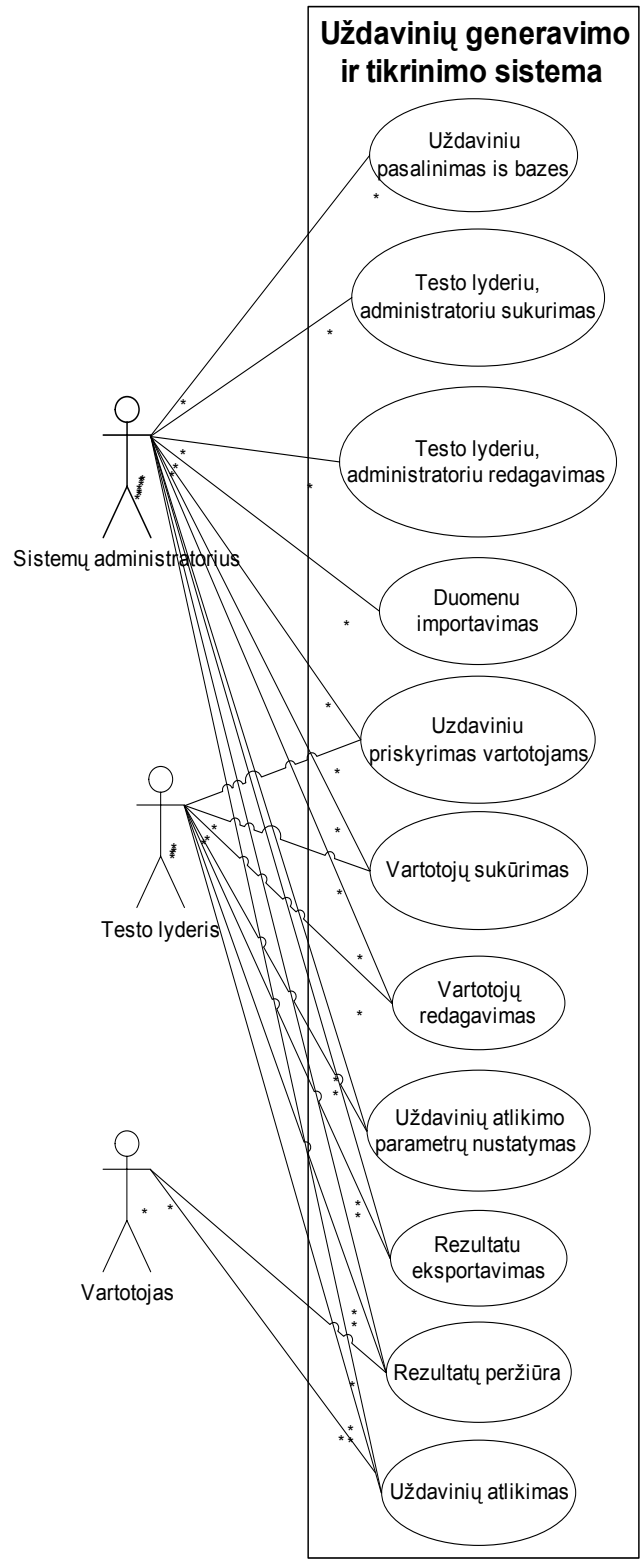 Uždavinių generavimo
ir tikrinimo sistema
Uždaviniu
pasalinimas is bazes
Testo lyderiu,
administratoriu sukurimas
Testo lyderiu,
administratoriu redagavimas
Sistemų administratorius
Duomenu
importavimas
Uzdaviniu
priskyrimas vartotojams
Testo lyderis
Vartotojų sukūrimas
Vartotojų
redagavimas
Uždavinių atlikimo
parametrų nustatymas
Vartotojas
Rezultatu
eksportavimas
Rezultatų peržiūra
Uždavinių atlikimas